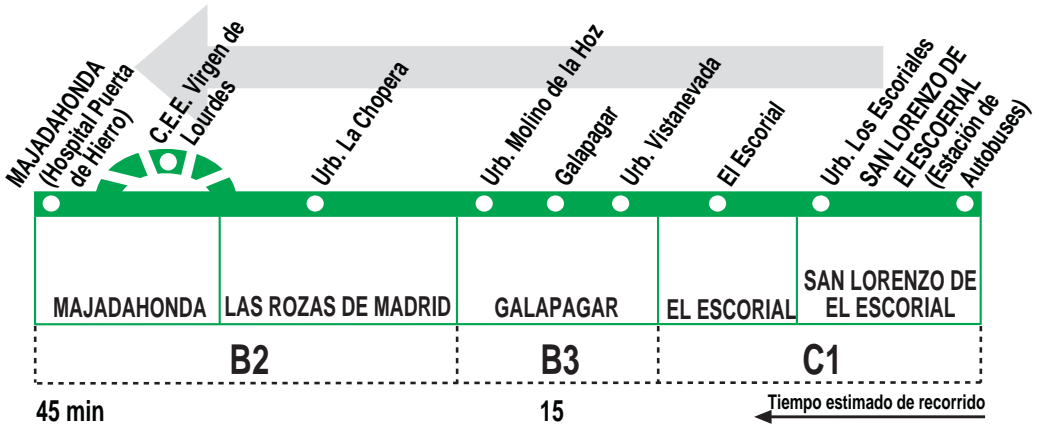 MAJADAHONDA
(Hospital Puerta
de Hierro)
C.E.E. Virgen de
Lourdes
Urb. La Chopera
Urb. Molino de la Hoz
Galapagar
Urb. Vistanevada
El Escorial
Urb. Los Escoriales
SAN LORENZO DE
El ESCOERIAL
(Estación de
Autobuses)
MAJADAHONDA
LAS ROZAS DE MADRID
GALAPAGAR
EL ESCORIAL
SAN LORENZO DE
EL ESCORIAL
B2
B3
C1
45 min
15
Tiempo estimado de recorrido